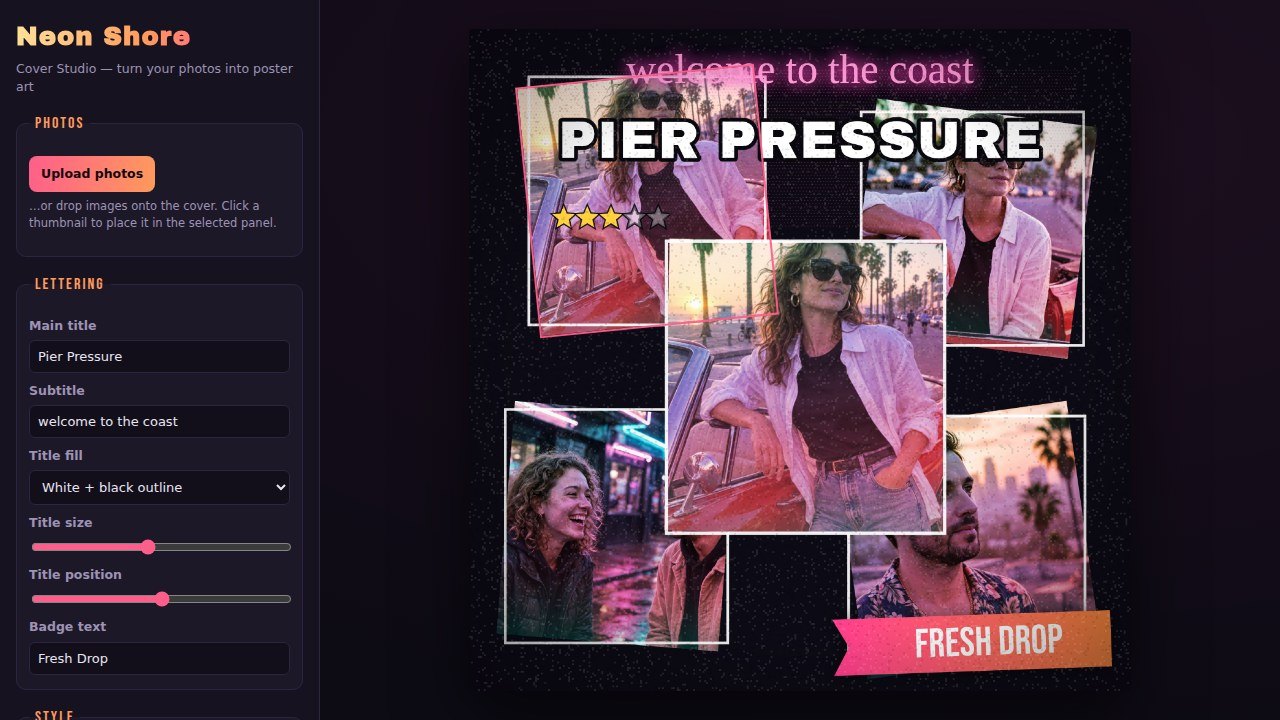 Neon Shore
Cover Studio — turn your photos into poster
art
PHOTOS
Upload photos
...or drop images onto the cover. Click a
thumbnail to place it in the selected panel.
LETTERING
Main title
Pier Pressure
Subtitle
welcome to the coast
Title fill
White + black outline
Title size
Title position
Badge text
Fresh Drop
STYLE
welcome to the coast
PIER PRESSURE
FRESH DROP